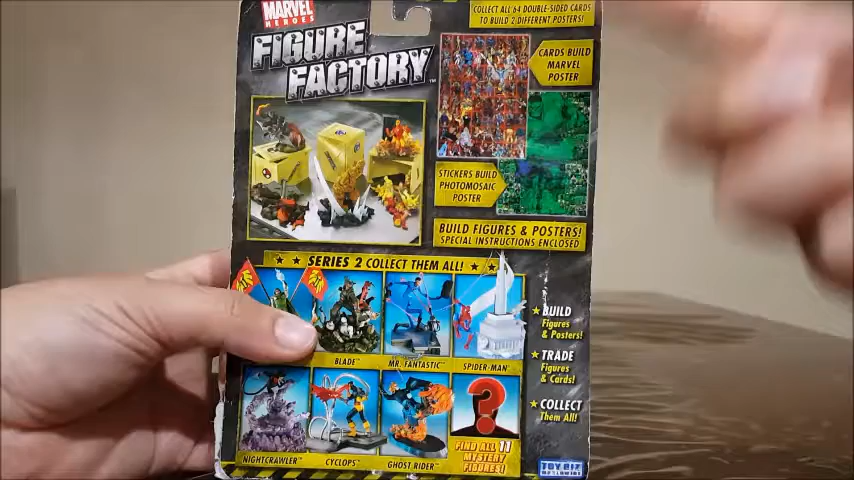 MARVEL
HEROES
FIGURE
FACTORY
COLLECT ALL 64 DOUBLE-SIDED CARDS
TO BUILD 2 DIFFERENT POSTERS!
CARDS BUILD
MARVEL
POSTER
STICKERS BUILD
PHOTOMOSAIC
POSTER
BUILD FIGURES & POSTERS!
SPECIAL INSTRUCTIONS ENCLOSED
SERIES 2 COLLECT THEM ALL!
BLADE
MR. FANTASTIC
SPIDER-MAN
NIGHTCRAWLER
CYCLOPS
GHOST RIDER
?
FIND ALL 11
MYSTERY
FIGURES!
BUILD
Figures
& Posters!
TRADE
Figures
& Cards!
COLLECT
Them All!
TOY BIZ